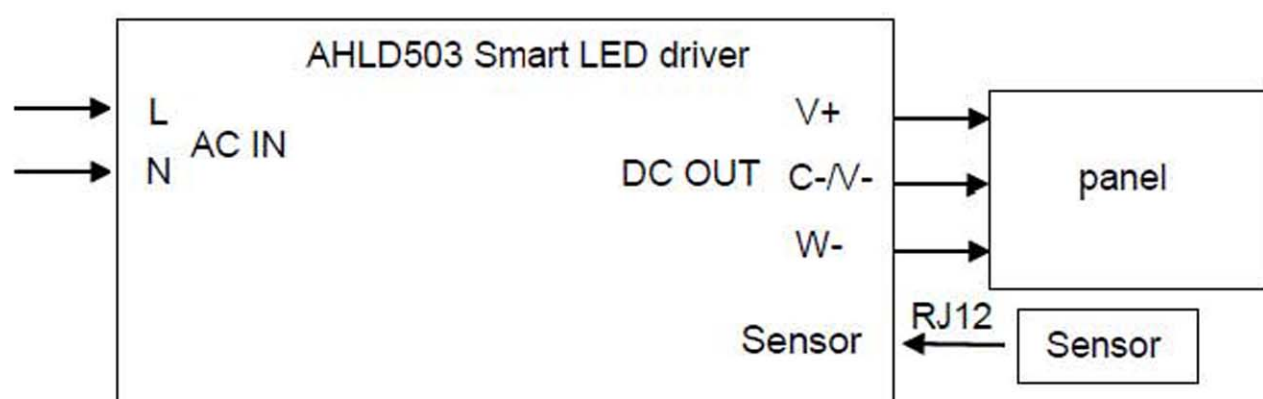 AHLD503 Smart LED driver
L
AC IN
N
V+
DC OUT C-/V-
W-
panel
RJ12
Sensor
Sensor